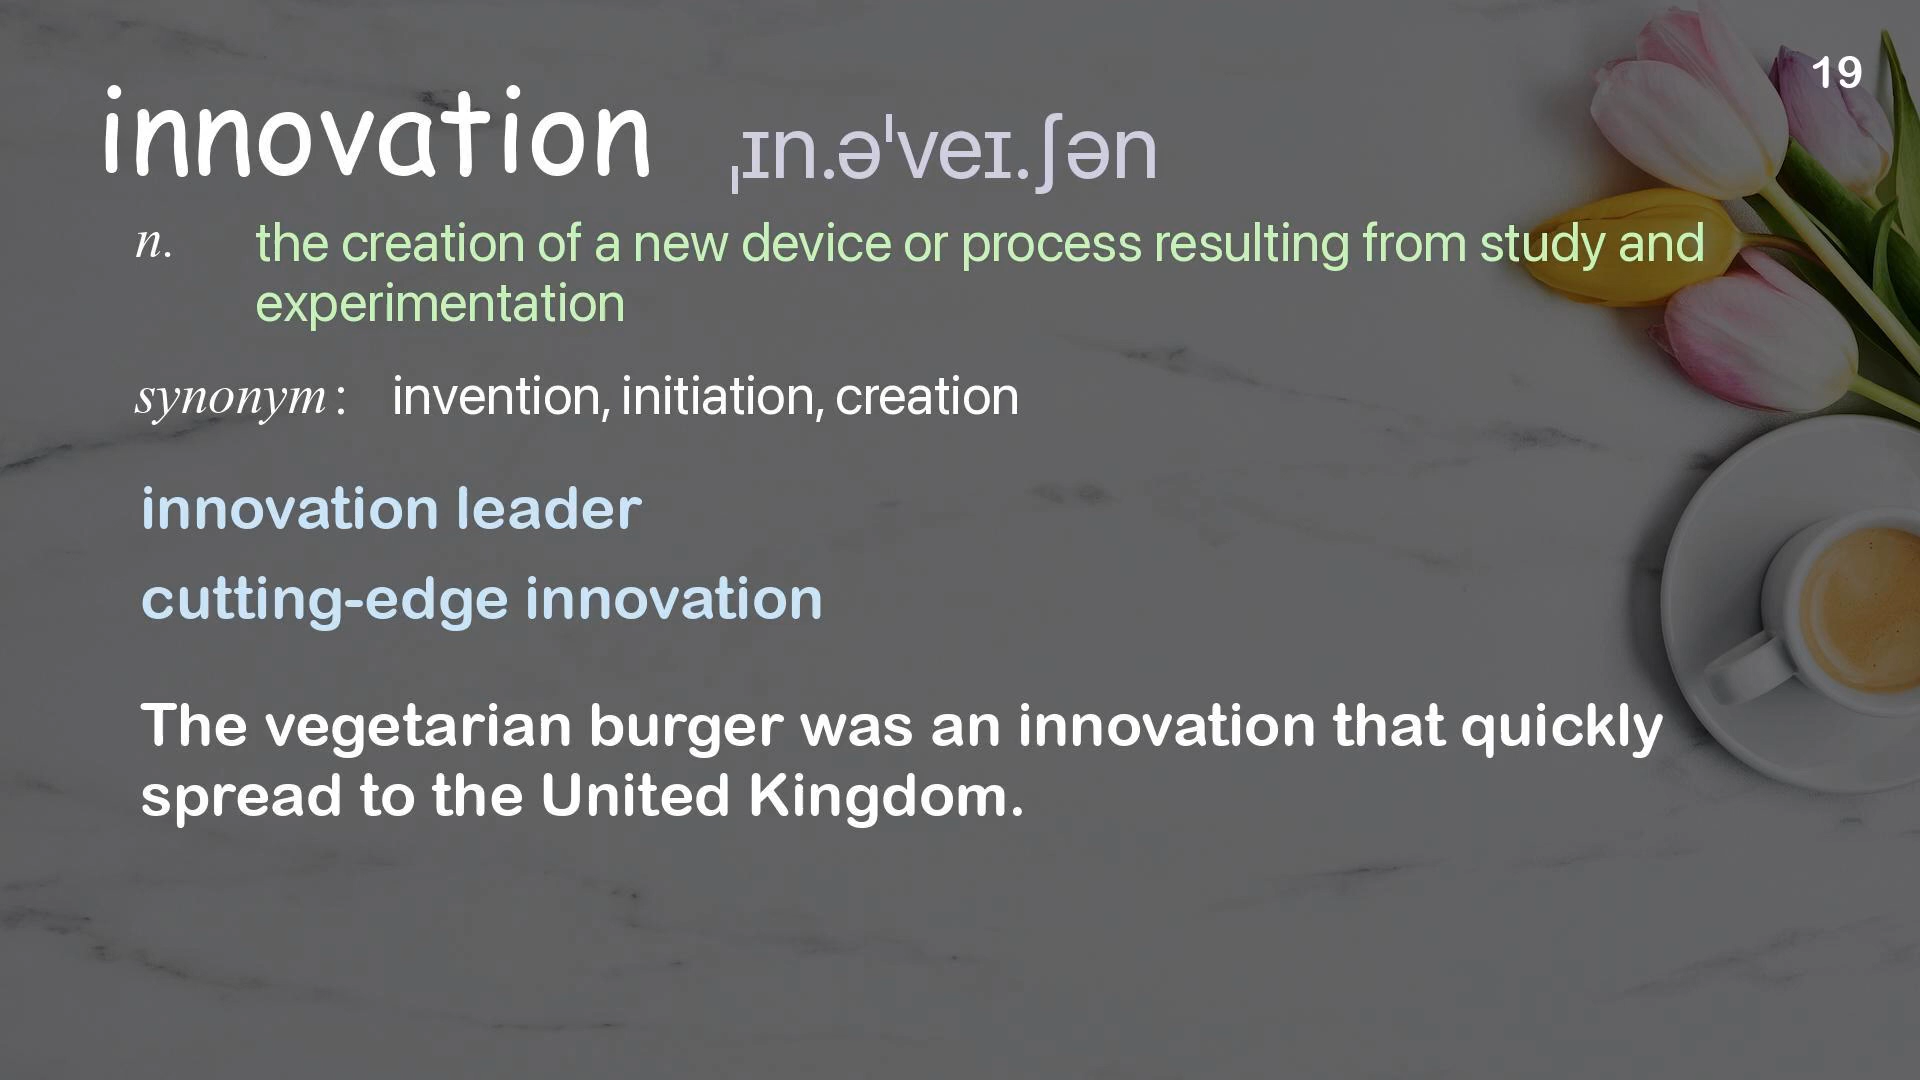 19
innovation ˌɪn.əˈveɪ.ʃən
n. the creation of a new device or process resulting from study and
experimentation
synonym : invention, initiation, creation
innovation leader
cutting-edge innovation
The vegetarian burger was an innovation that quickly
spread to the United Kingdom.